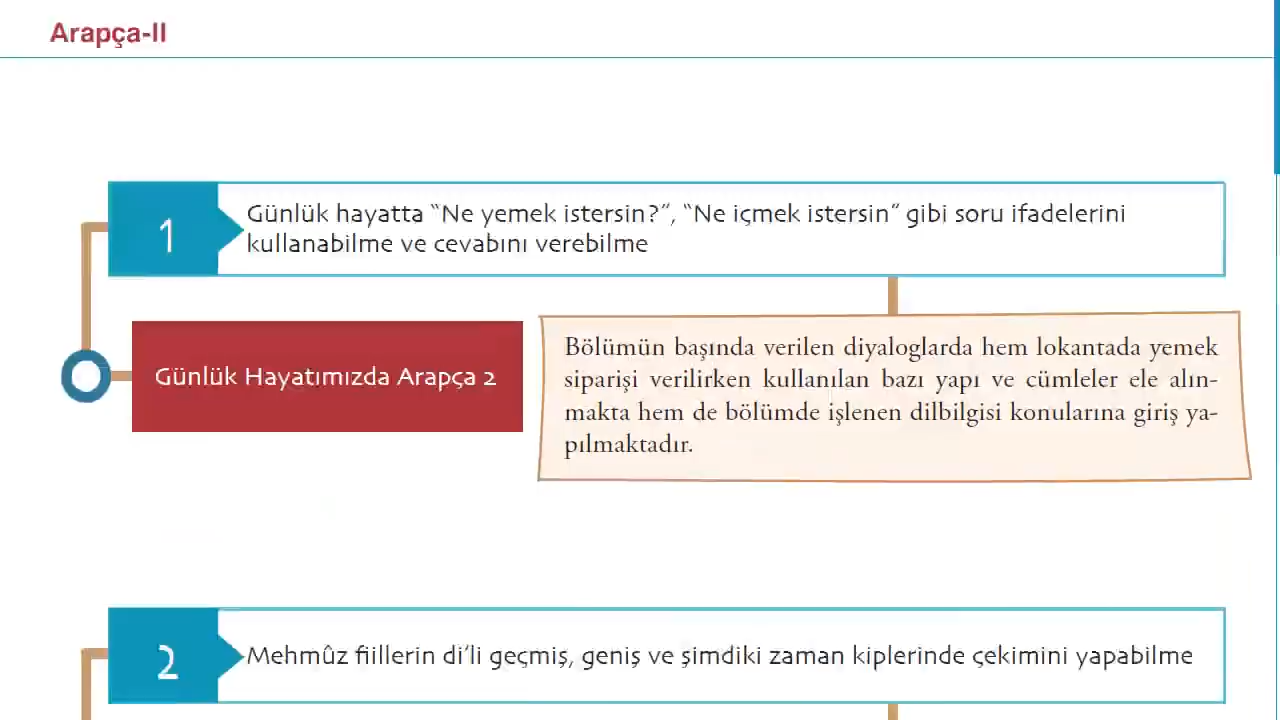 Arapça-II
1
Günlük hayatta “Ne yemek istersin?”, “Ne içmek istersin” gibi soru ifadelerini
kullanabilme ve cevabını verebilme
Günlük Hayatımızda Arapça 2
Bölümün başında verilen diyaloglarda hem lokantada yemek
siparişi verilirken kullanılan bazı yapı ve cümleler ele alın-
makta hem de bölümde işlenen dilbilgisi konularına giriş ya-
pılmaktadır.
2
Mehmûz fiillerin di’li geçmiş, geniş ve şimdiki zaman kiplerinde çekimini yapabilme